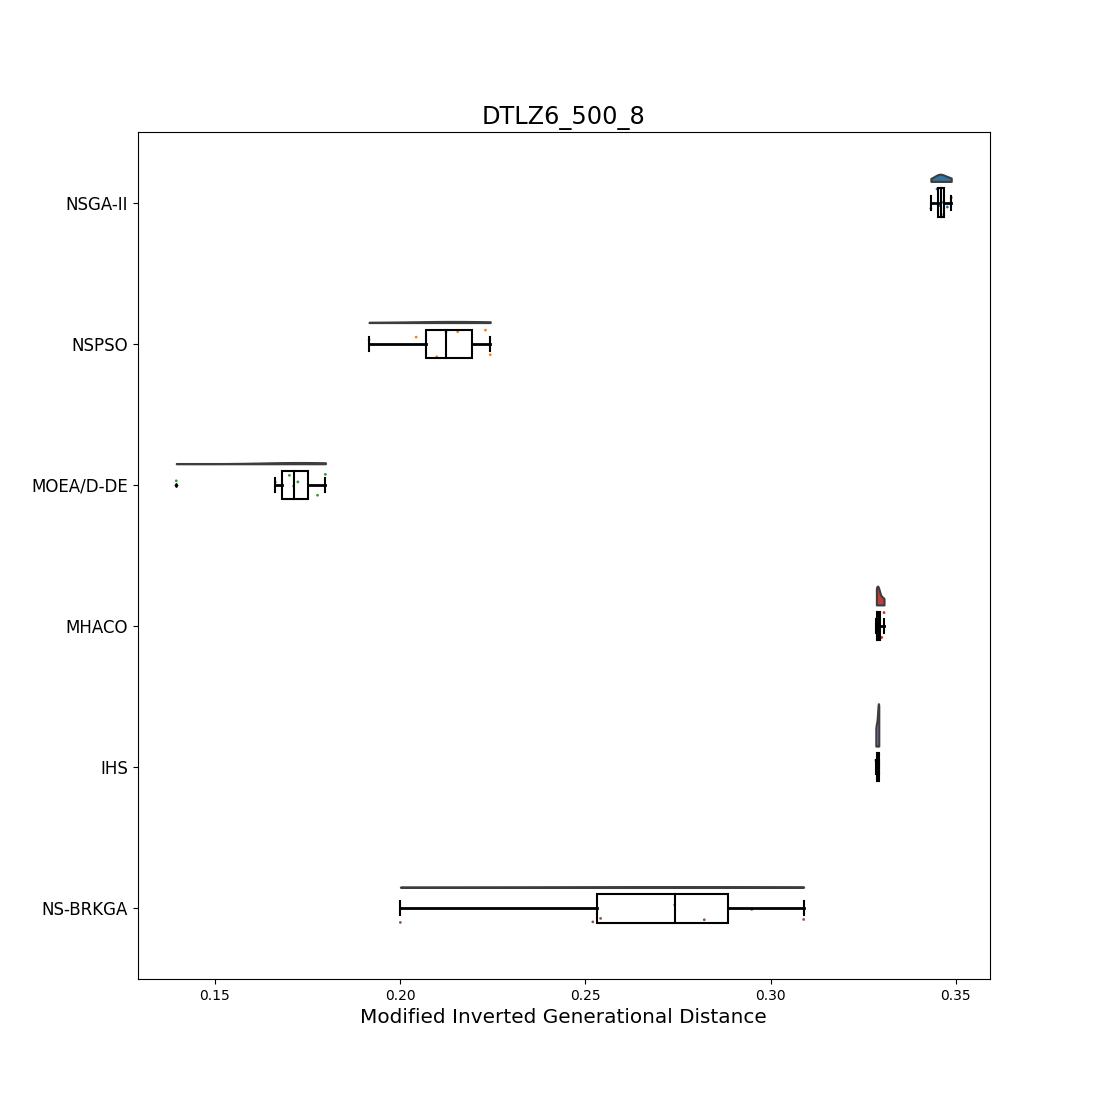 DTLZ6_500_8
NSGA-II
NSPSO
MOEA/D-DE
MHACO
IHS
NS-BRKGA
0.15 0.20 0.25 0.30 0.35
Modified Inverted Generational Distance